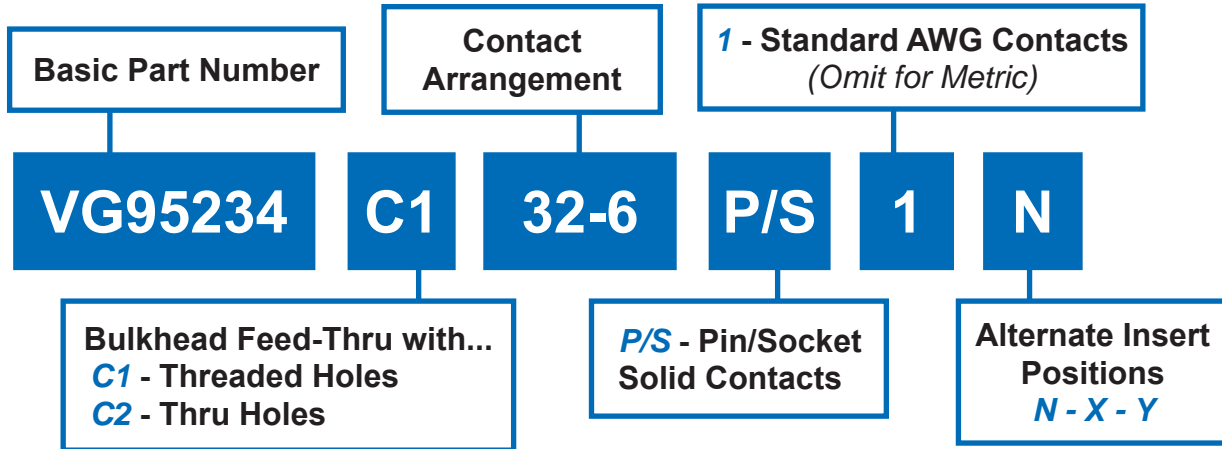 Basic Part Number
Contact
Arrangement
1 - Standard AWG Contacts
(Omit for Metric)
VG95234 C1 32-6 P/S 1 N
Bulkhead Feed-Thru with...
C1 - Threaded Holes
C2 - Thru Holes
P/S - Pin/Socket
Solid Contacts
Alternate Insert
Positions
N - X - Y